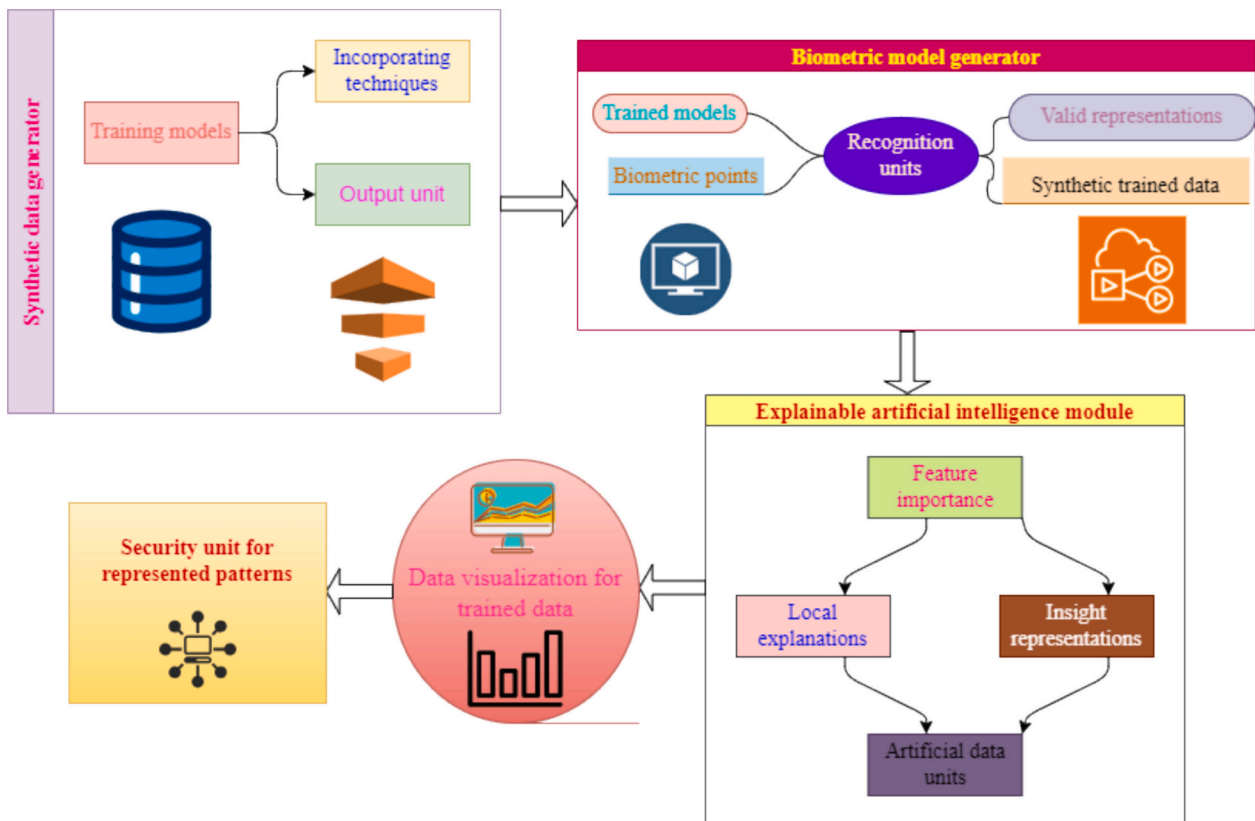 Synthetic data generator
Training models
Incorporating
techniques
Output unit
Biometric model generator
Trained models
Biometric points
Recognition
units
Valid representations
Synthetic trained data
Explainable artificial intelligence module
Feature
importance
Local
explanations
Insight
representations
Artificial data
units
Data visualization for
trained data
Security unit for
represented patterns